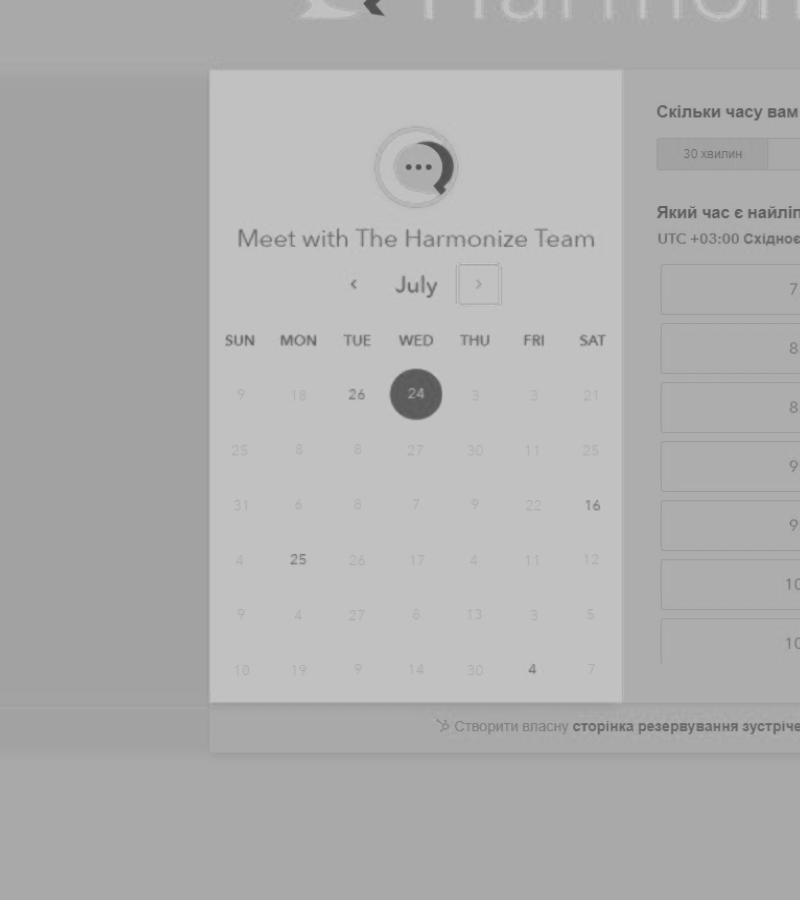 Harmon
Meet with The Harmonize Team
July
SUN MON TUE WED THU FRI SAT
9 18 26 24 3 3 21
25 8 8 27 30 11 25
31 6 8 7 9 22 16
4 25 26 17 4 11 12
9 4 27 6 13 3 5
10 19 9 14 30 4 7
Скільки часу вам
30 хвилин
Який час є найліп
UTC +03:00 Східноє
7
8
8
9
9
10
10
Створити власну сторінка резервування зустріче